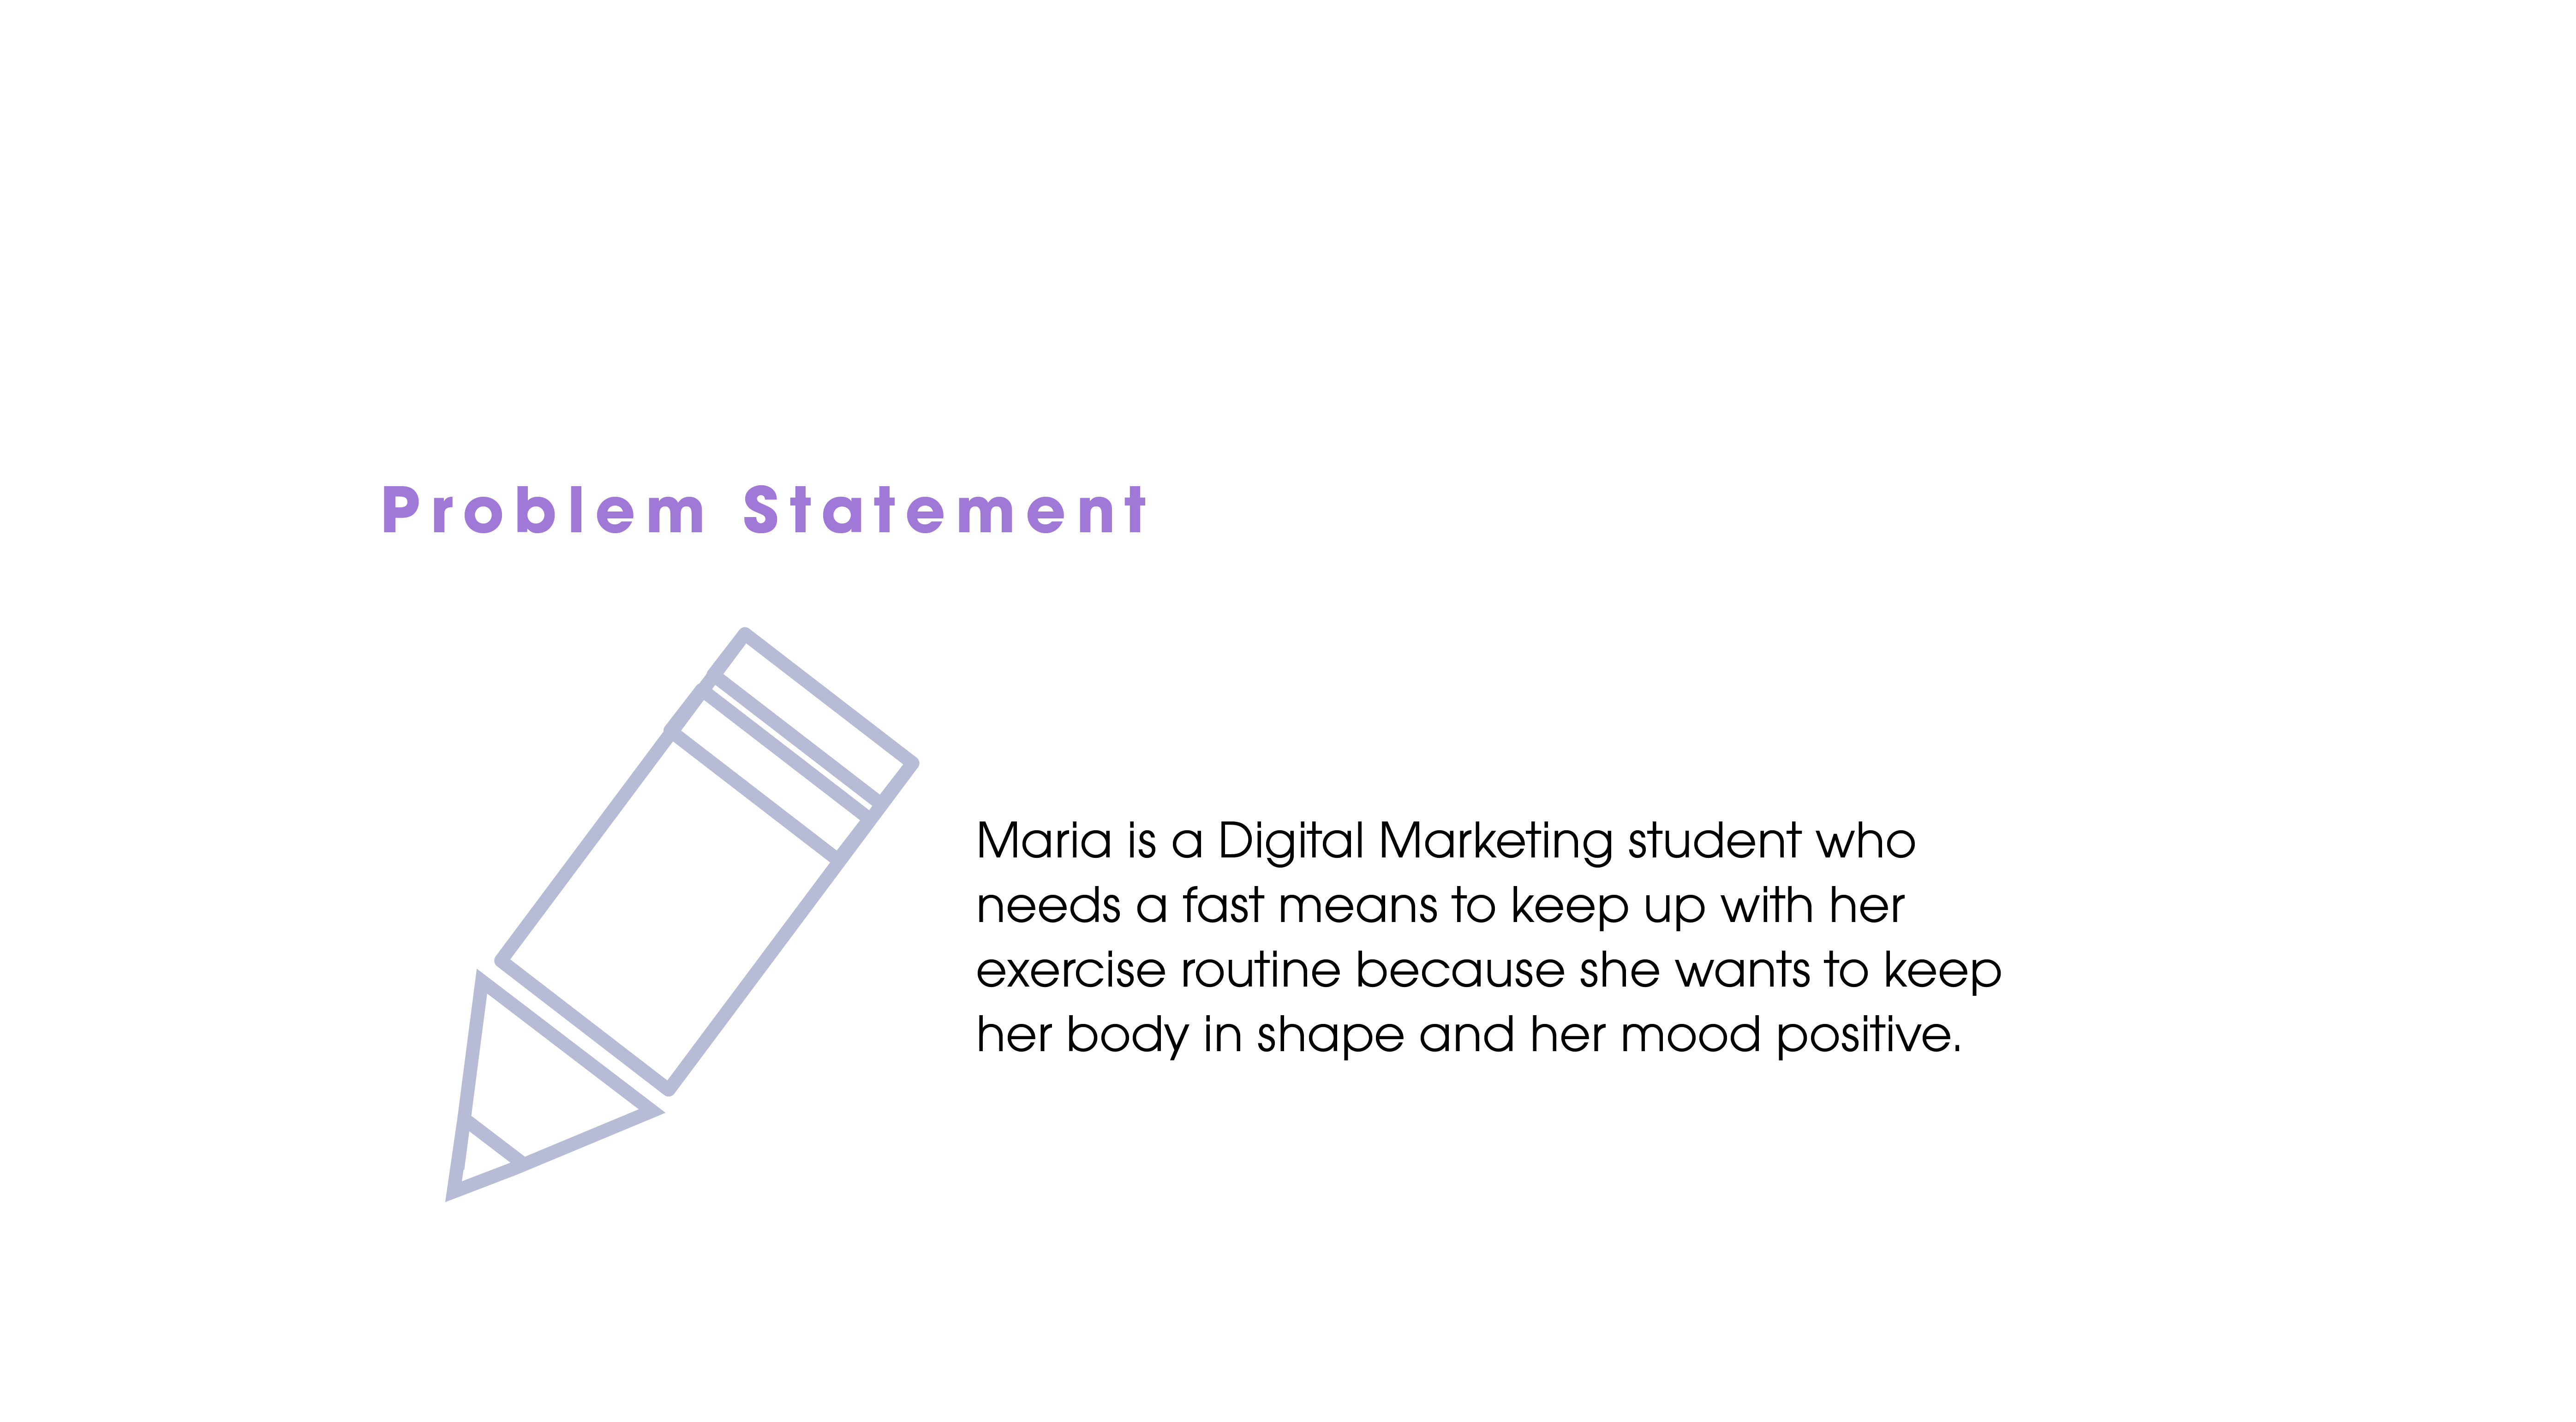 Problem Statement
Maria is a Digital Marketing student who
needs a fast means to keep up with her
exercise routine because she wants to keep
her body in shape and her mood positive.